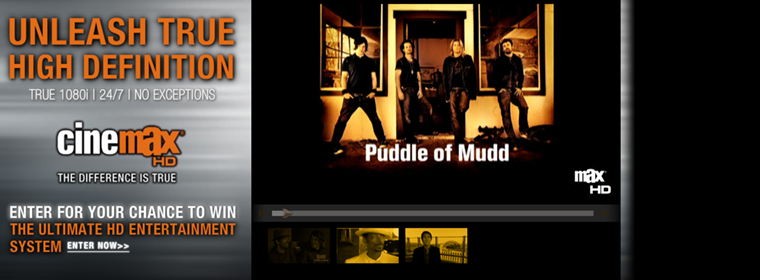 UNLEASH TRUE
HIGH DEFINITION
TRUE 1080i | 24/7 | NO EXCEPTIONS
cinemax
HD
THE DIFFERENCE IS TRUE
ENTER FOR YOUR CHANCE TO WIN
THE ULTIMATE HD ENTERTAINMENT
SYSTEM ENTER NOW>>
Puddle of Mudd
max
HD